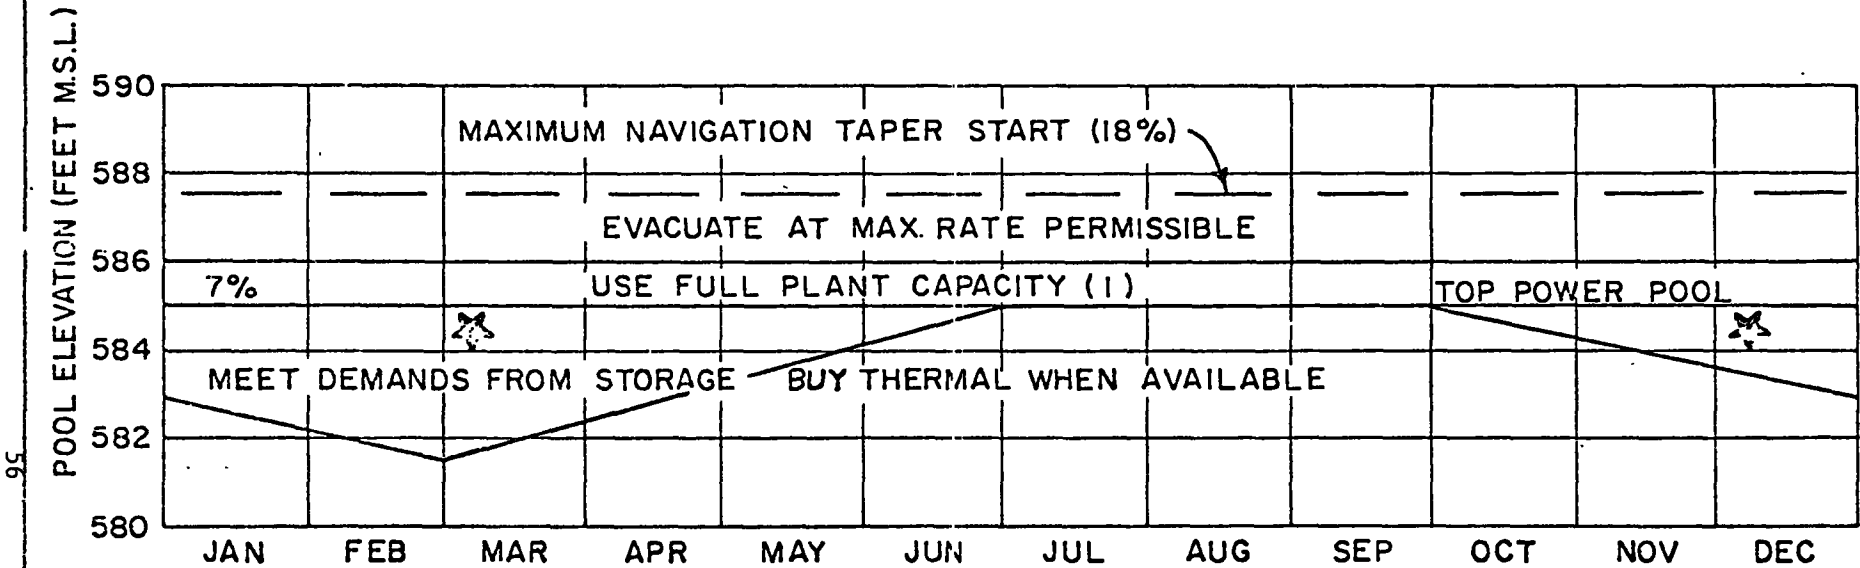 POOL ELEVATION (FEET M.S.L.)
590
MAXIMUM NAVIGATION TAPER START (18%)
588
EVACUATE AT MAX. RATE PERMISSIBLE
586
7%
USE FULL PLANT CAPACITY (1)
TOP POWER POOL
584
MEET DEMANDS FROM STORAGE BUY THERMAL WHEN AVAILABLE
582
580
JAN FEB MAR APR MAY JUN JUL AUG SEP OCT NOV DEC
56